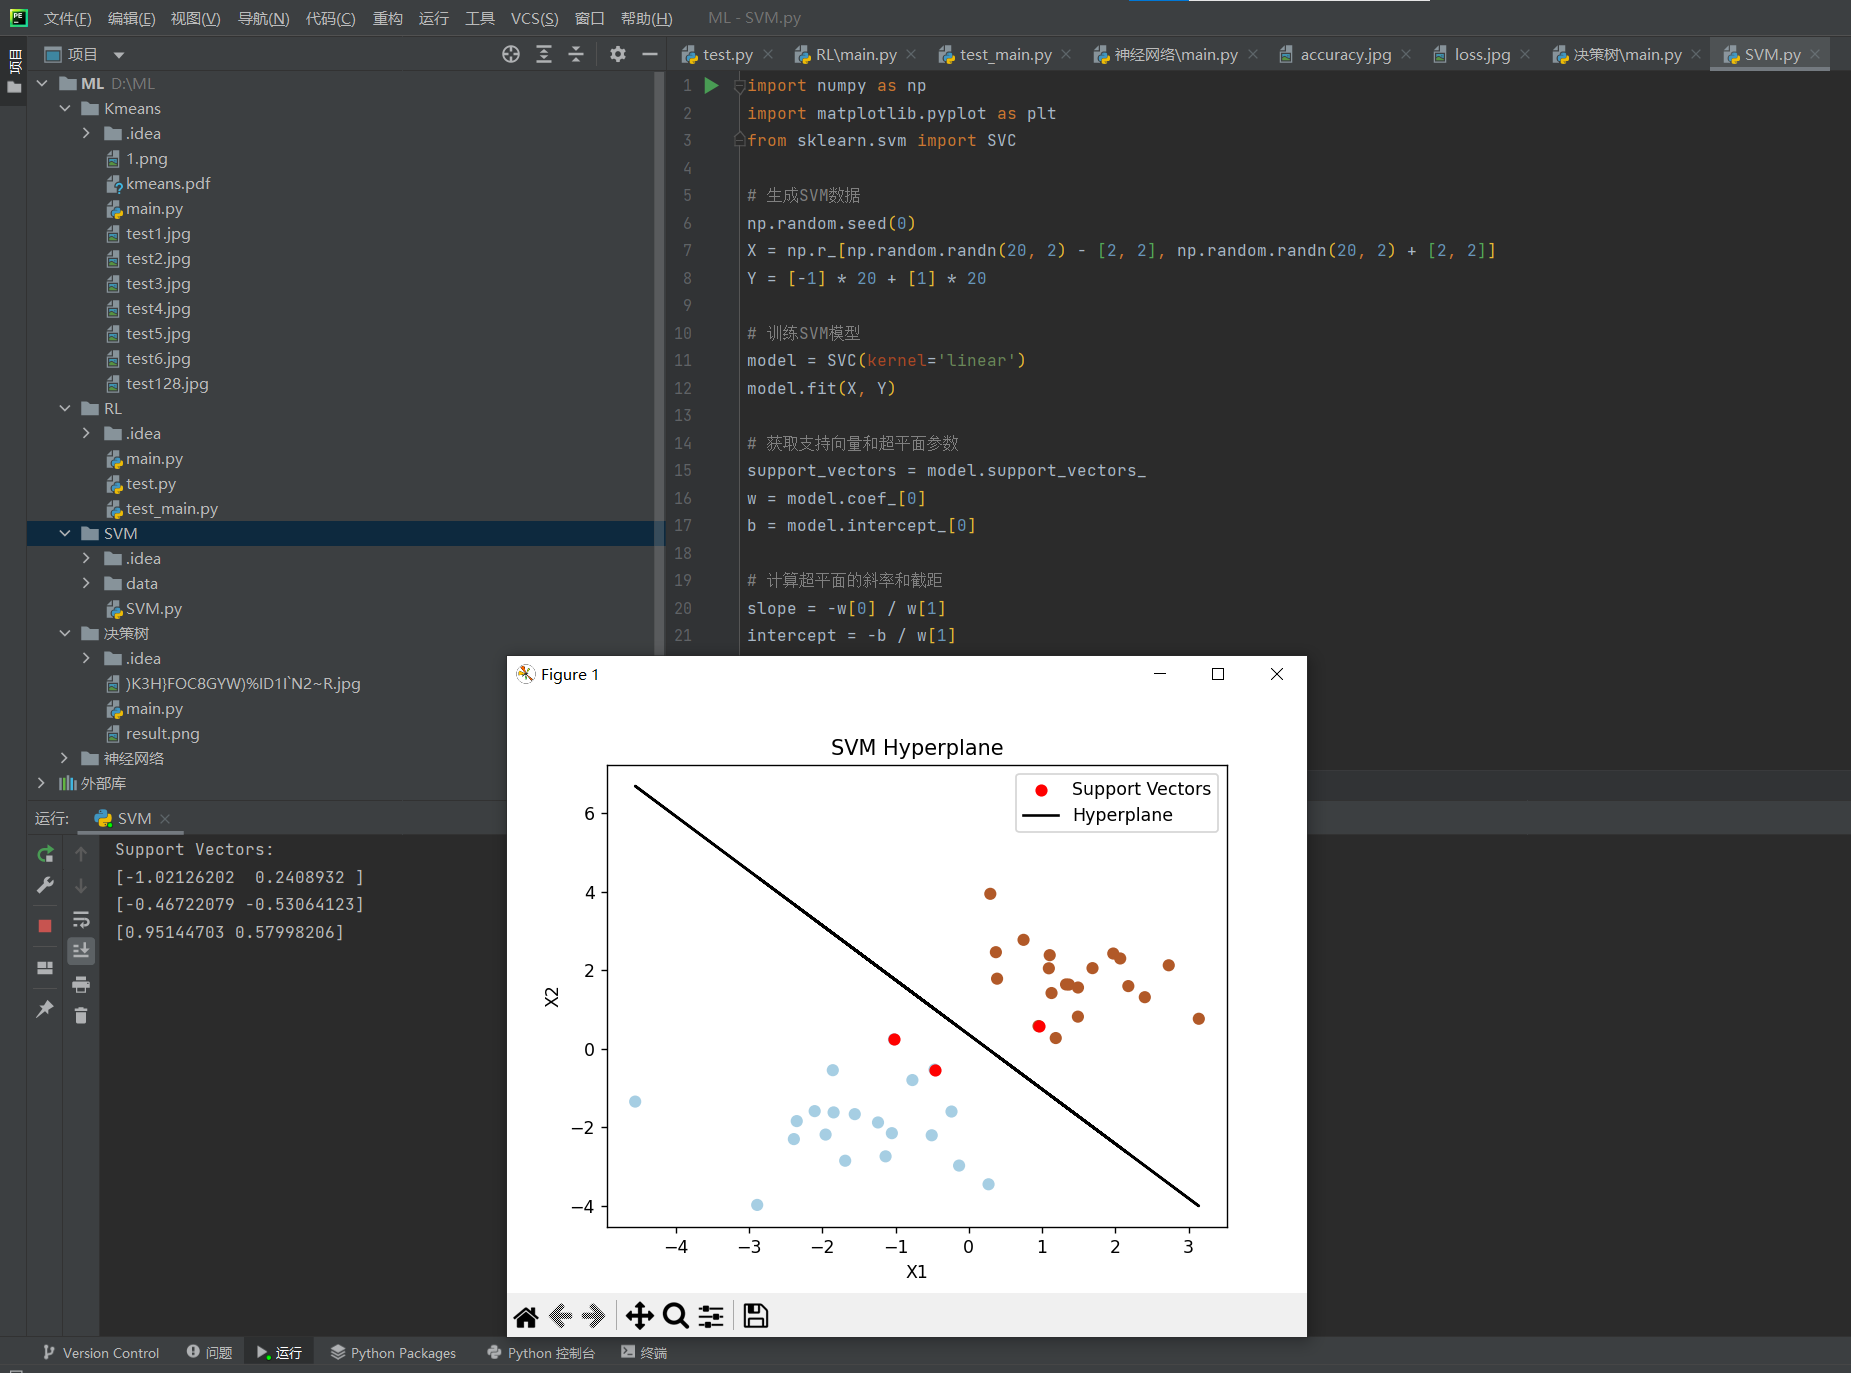 文件(F) 编辑(E) 视图(V) 导航(N) 代码(C) 重构 运行 工具 VCS(S) 窗口 帮助(H) ML - SVM.py
项目
项目
test.py RL\main.py test_main.py 神经网络\main.py accuracy.jpg loss.jpg 决策树\main.py SVM.py
ML D:\ML
Kmeans
.idea
1.png
kmeans.pdf
main.py
test1.jpg
test2.jpg
test3.jpg
test4.jpg
test5.jpg
test6.jpg
test128.jpg
RL
.idea
main.py
test.py
test_main.py
SVM
.idea
data
SVM.py
决策树
.idea
)K3H}FOC8GYW)%ID1I`N2~R.jpg
main.py
result.png
神经网络
外部库
1 import numpy as np
2 import matplotlib.pyplot as plt
3 from sklearn.svm import SVC
4
5 # 生成SVM数据
6 np.random.seed(0)
7 X = np.r_[np.random.randn(20, 2) - [2, 2], np.random.randn(20, 2) + [2, 2]]
8 Y = [-1] * 20 + [1] * 20
9
10 # 训练SVM模型
11 model = SVC(kernel='linear')
12 model.fit(X, Y)
13
14 # 获取支持向量和超平面参数
15 support_vectors = model.support_vectors_
16 w = model.coef_[0]
17 b = model.intercept_[0]
18
19 # 计算超平面的斜率和截距
20 slope = -w[0] / w[1]
21 intercept = -b / w[1]
运行: SVM
Support Vectors:
[-1.02126202  0.2408932 ]
[-0.46722079 -0.53064123]
[0.95144703 0.57998206]
Figure 1
SVM Hyperplane
Support Vectors
Hyperplane
6
4
2
0
−2
−4
X2
−4 −3 −2 −1 0 1 2 3
X1
Version Control 问题 运行 Python Packages Python 控制台 终端